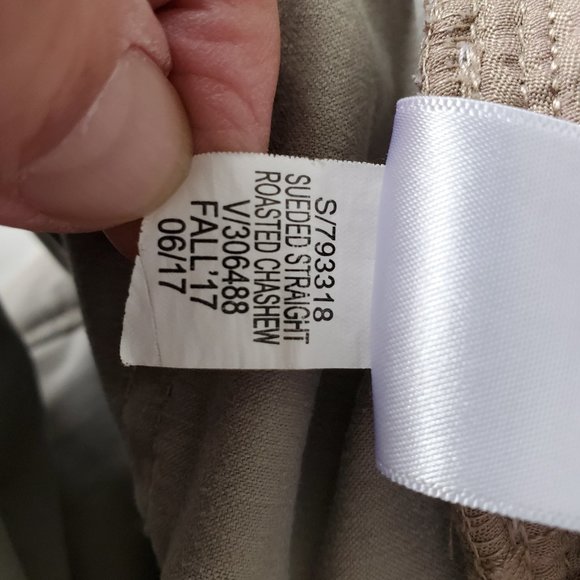 S/793318
SUEDED STRAIGHT
ROASTED CHASHEW
V/306488
FALL'17
06/17